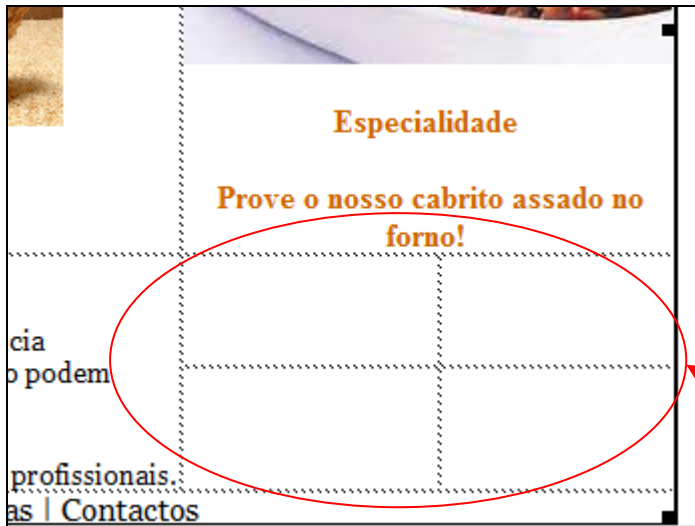 Especialidade
Prove o nosso cabrito assado no
forno!
cia
o podem
profissionais.
as | Contactos